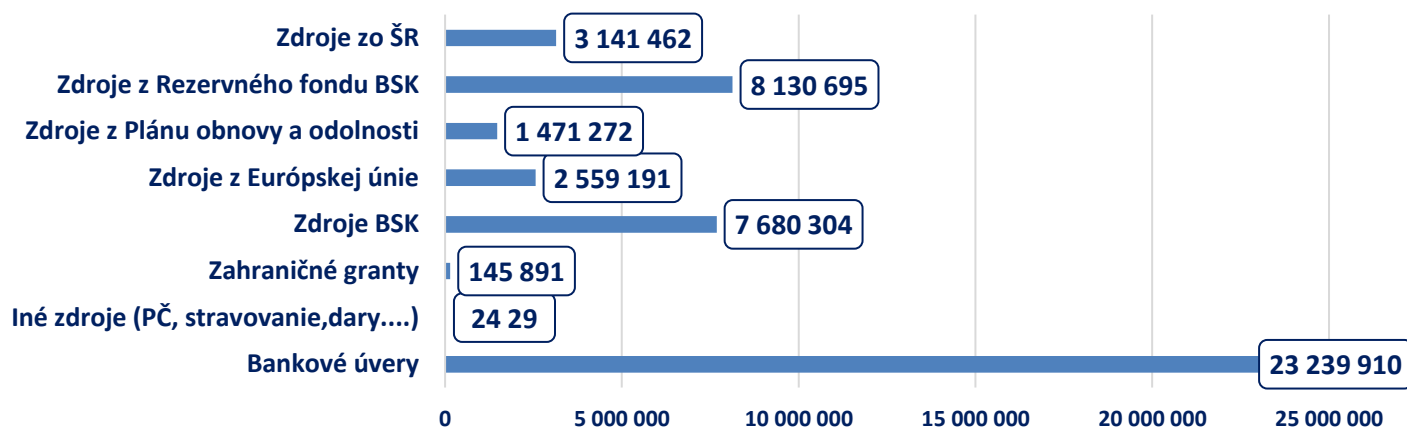 Zdroje zo ŠR 3 141 462
Zdroje z Rezervného fondu BSK 8 130 695
Zdroje z Plánu obnovy a odolnosti 1 471 272
Zdroje z Európskej únie 2 559 191
Zdroje BSK 7 680 304
Zahraničné granty 145 891
Iné zdroje (PČ, stravovanie,dary....) 24 29
Bankové úvery 23 239 910
0 5 000 000 10 000 000 15 000 000 20 000 000 25 000 000